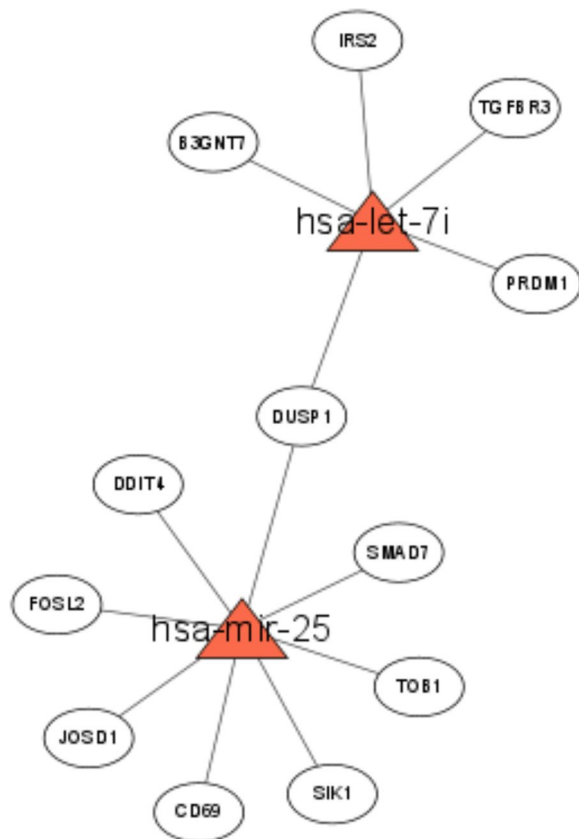 IRS2
TGFBR3
B3GNT7
hsa-let-7i
PRDM1
DUSP1
DDIT4
SMAD7
FOSL2
hsa-mir-25
TOB1
JOSD1
SIK1
CD69